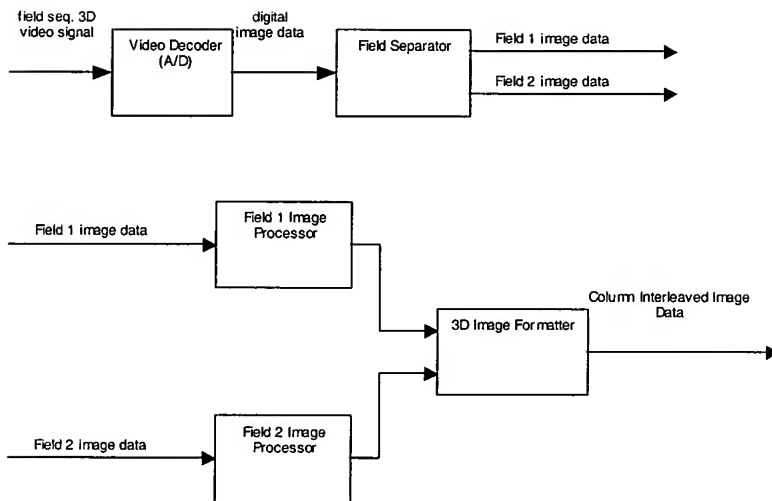 field seq. 3D
video signal
Video Decoder
(A/D)
digital
image data
Field Separator
Field 1 image data
Field 2 image data
Field 1 image data
Field 1 Image
Processor
3D Image Formatter
Column Interleaved Image
Data
Field 2 image data
Field 2 Image
Processor